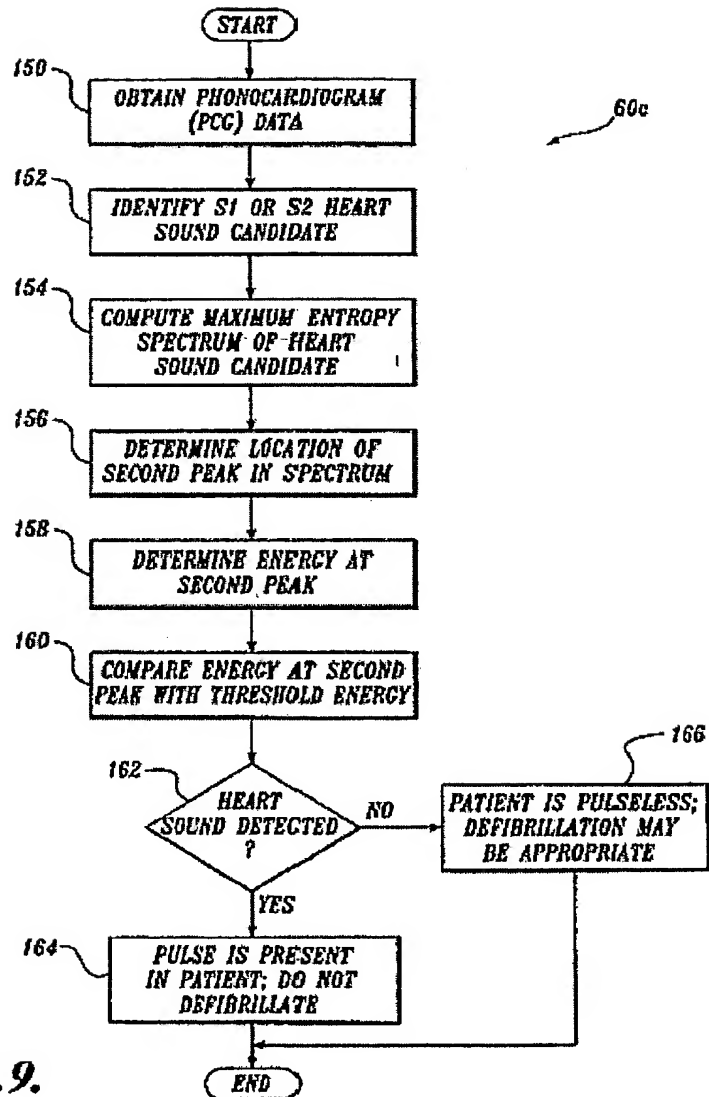 START
150
OBTAIN PHONOCARDIOGRAM
(PCG) DATA
60c
152
IDENTIFY S1 OR S2 HEART
SOUND CANDIDATE
154
COMPUTE MAXIMUM ENTROPY
SPECTRUM OF HEART
SOUND CANDIDATE
156
DETERMINE LOCATION OF
SECOND PEAK IN SPECTRUM
158
DETERMINE ENERGY AT
SECOND PEAK
160
COMPARE ENERGY AT SECOND
PEAK WITH THRESHOLD ENERGY
162
HEART
SOUND DETECTED
?
NO
166
PATIENT IS PULSELESS;
DEFIBRILLATION MAY
BE APPROPRIATE
YES
164
PULSE IS PRESENT
IN PATIENT; DO NOT
DEFIBRILLATE
.9.
END